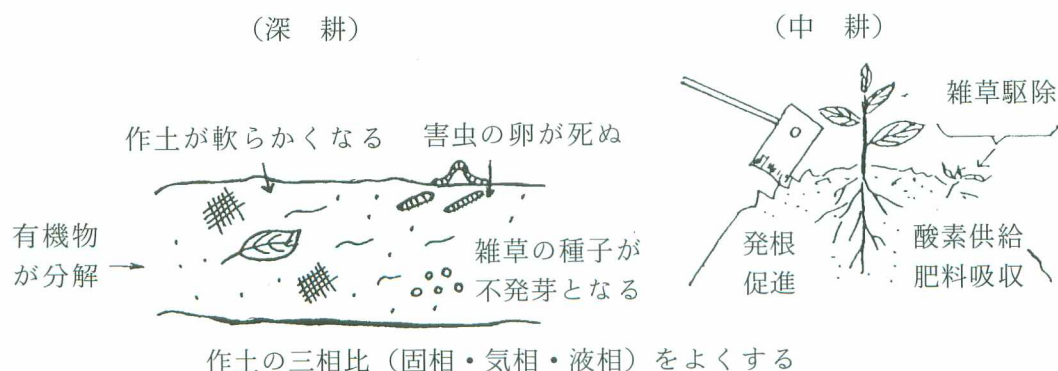 (深 耕)
作土が軟らかくなる
害虫の卵が死ぬ
有機物
が分解
雑草の種子が
不発芽となる
(中 耕)
雑草駆除
発根
促進
酸素供給
肥料吸収
作土の三相比(固相・気相・液相)をよくする